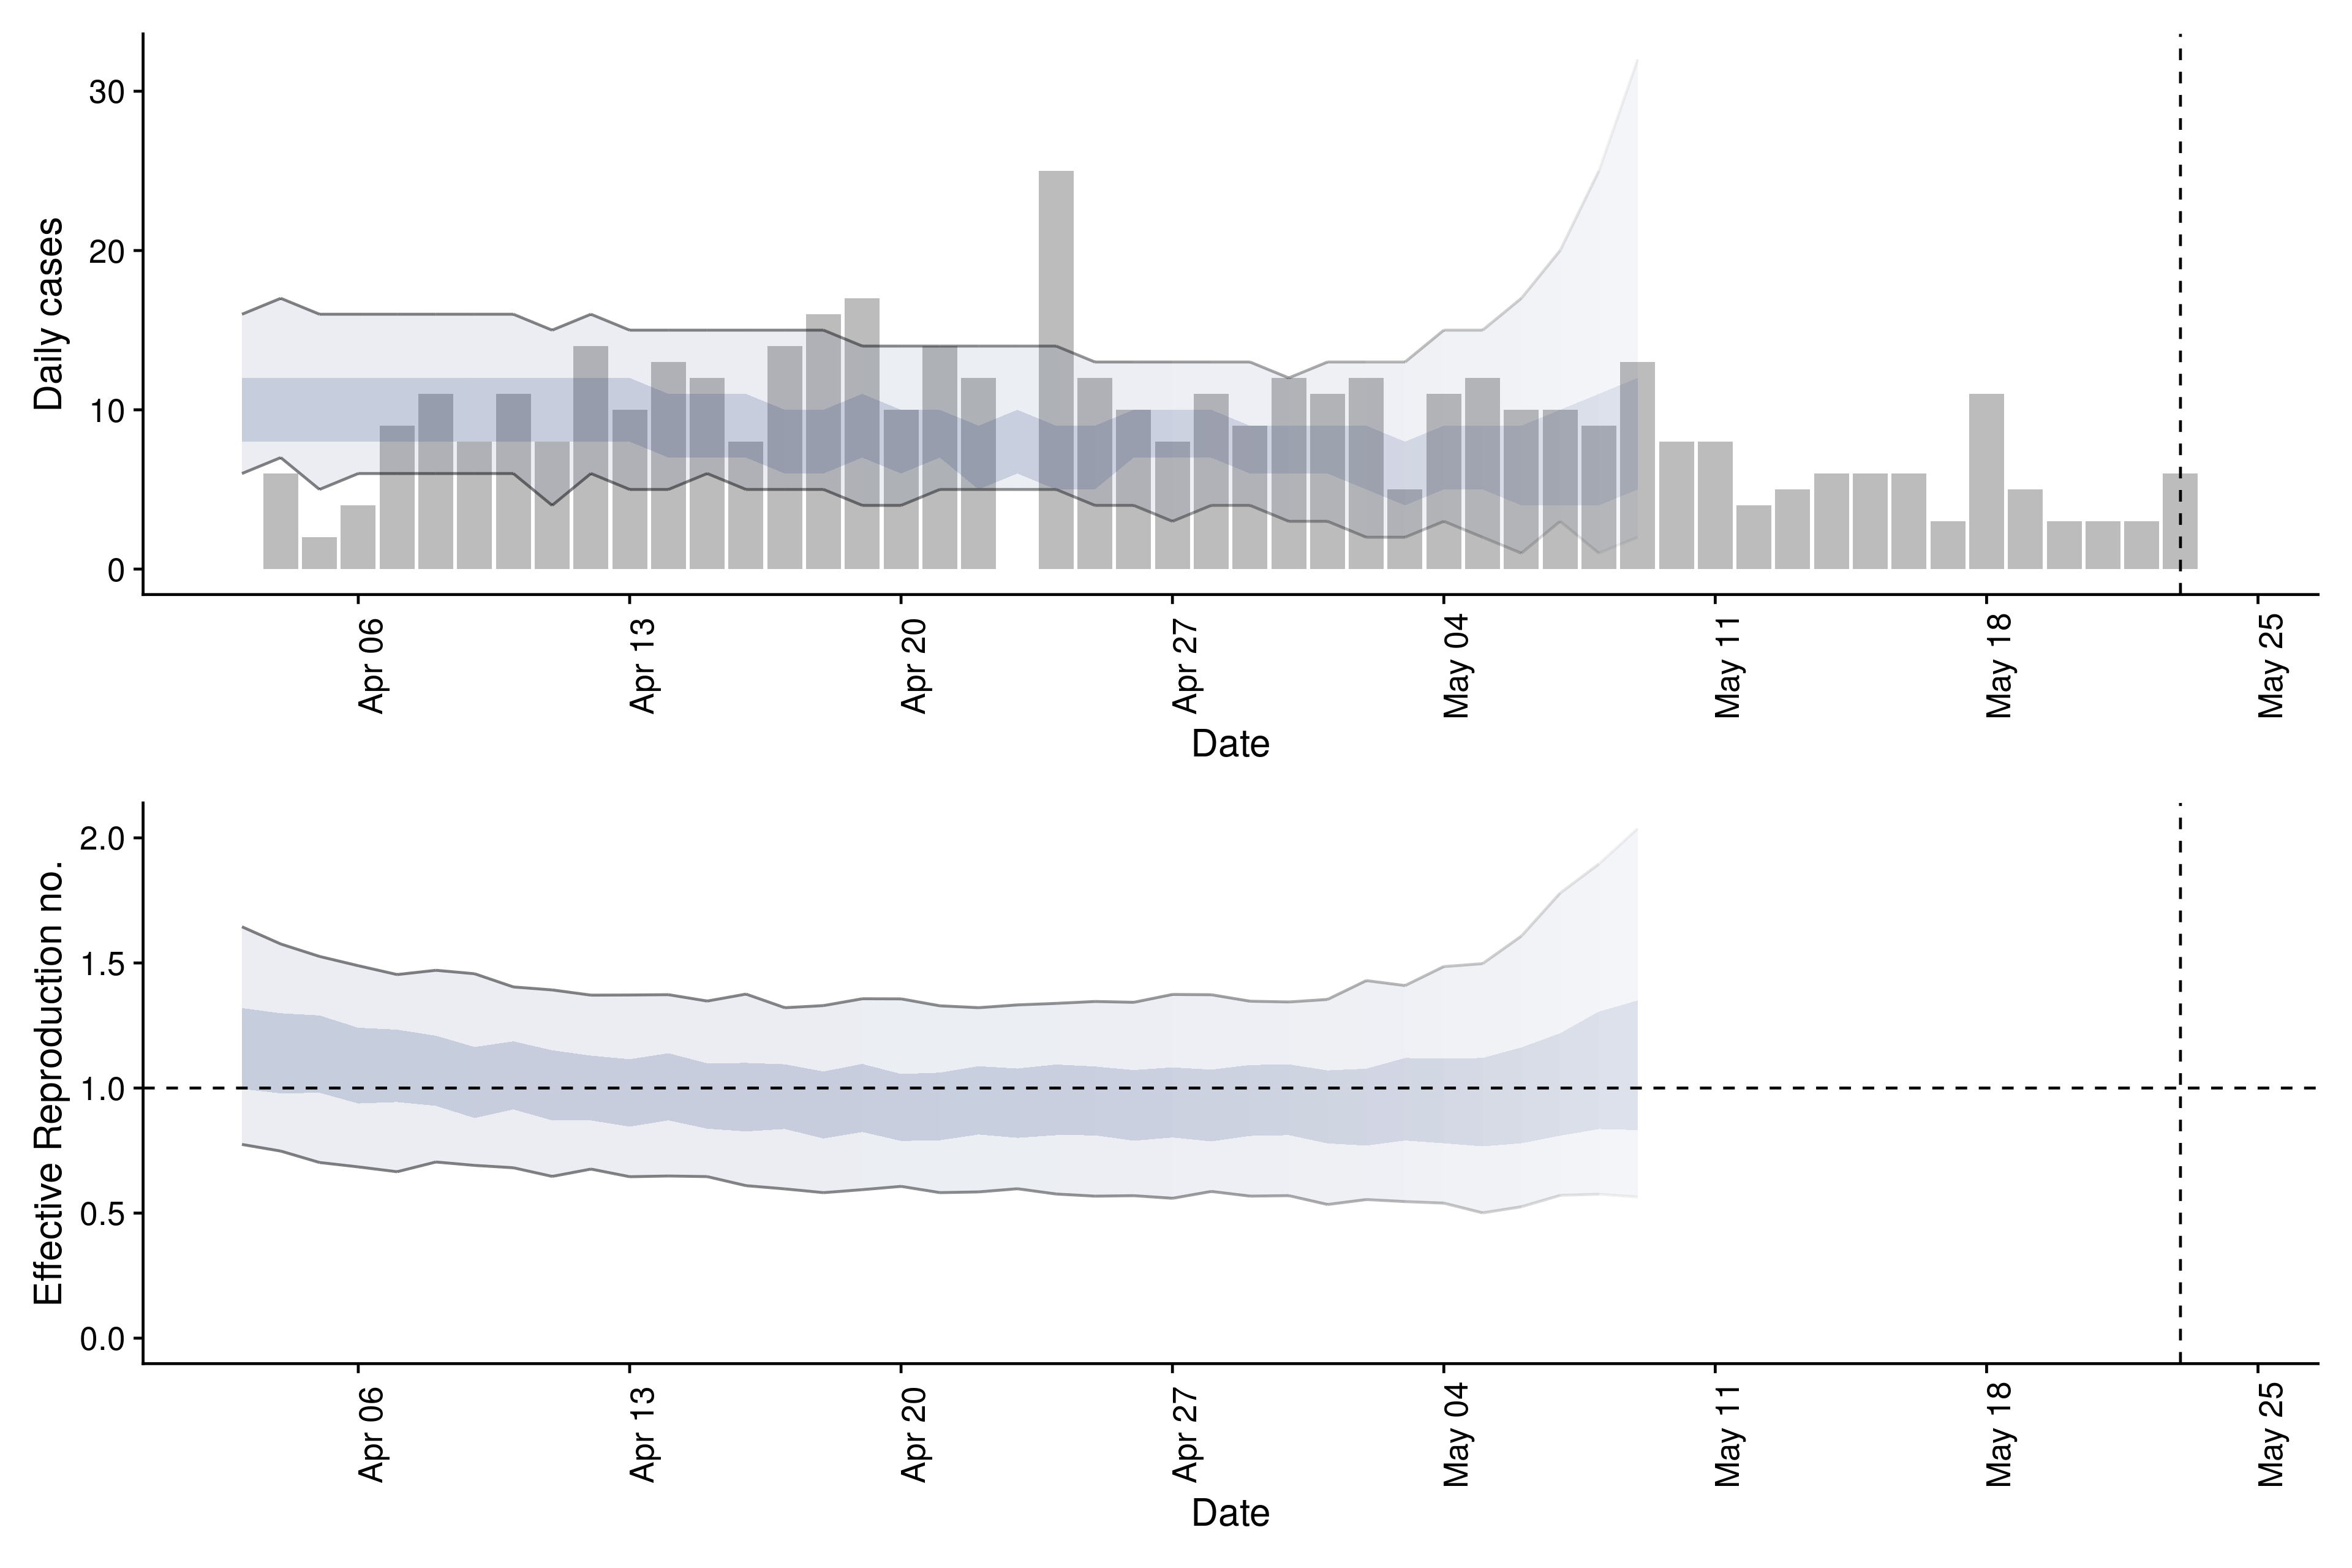 Daily cases
30
20
10
0
Apr 06
Apr 13
Apr 20
Apr 27
May 04
May 11
May 18
May 25
Date
Effective Reproduction no.
2.0
1.5
1.0
0.5
0.0
Apr 06
Apr 13
Apr 20
Apr 27
May 04
May 11
May 18
May 25
Date